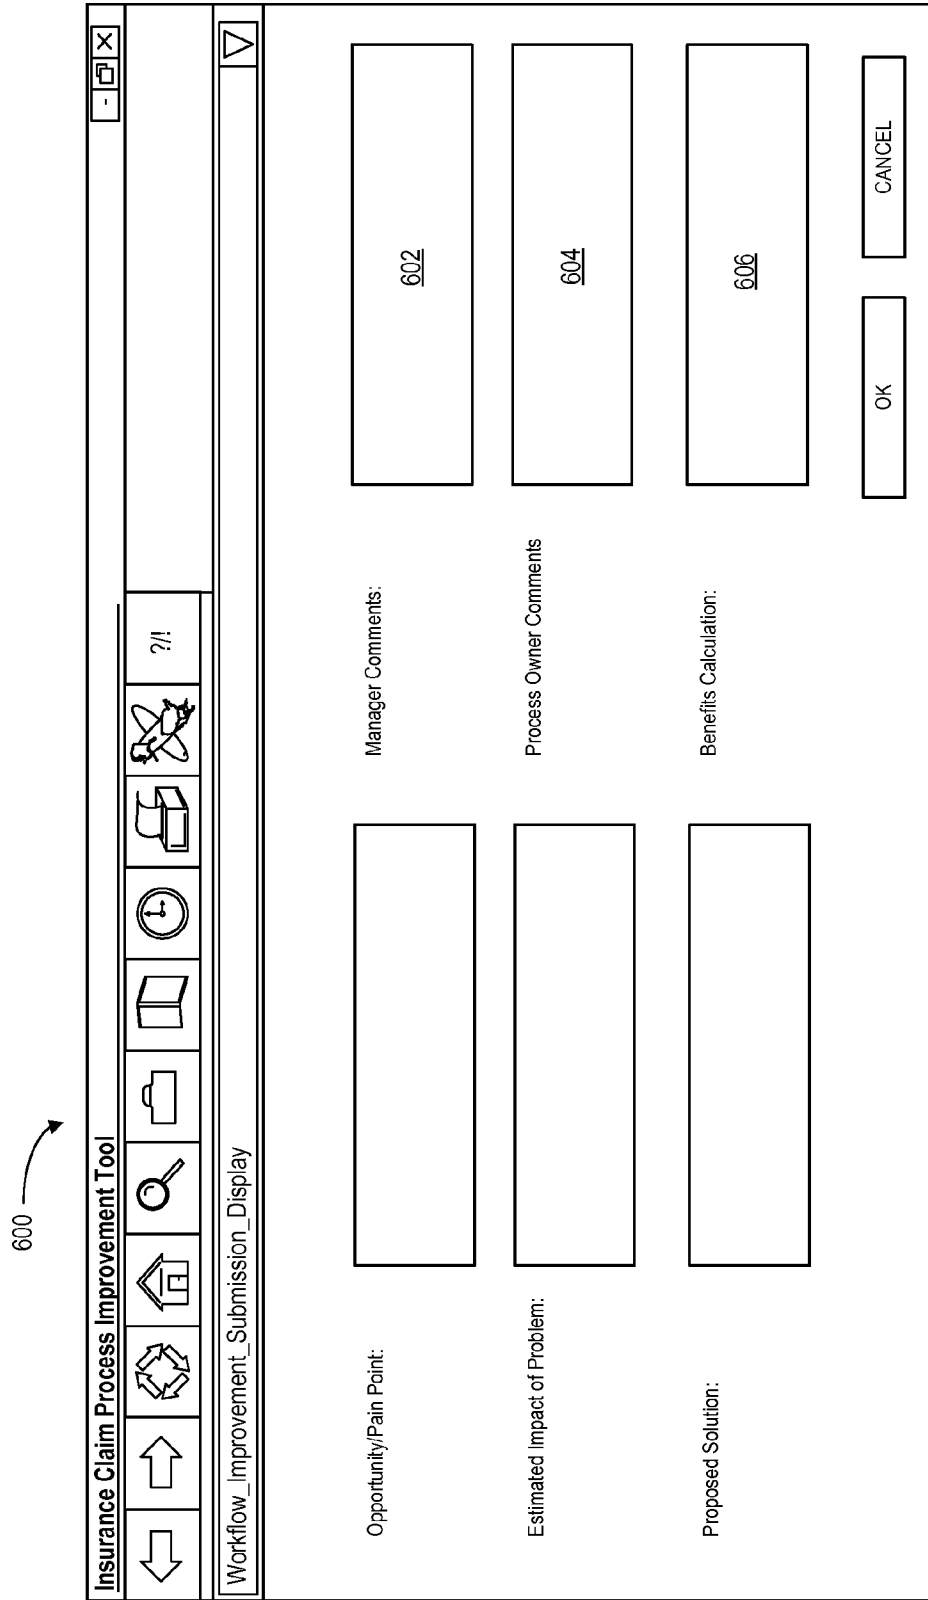 600
Insurance Claim Process Improvement Tool
- X
?/!
Workflow_Improvement_Submission_Display
Opportunity/Pain Point:
Manager Comments:
602
Estimated Impact of Problem:
Process Owner Comments
604
Proposed Solution:
Benefits Calculation:
606
OK
CANCEL